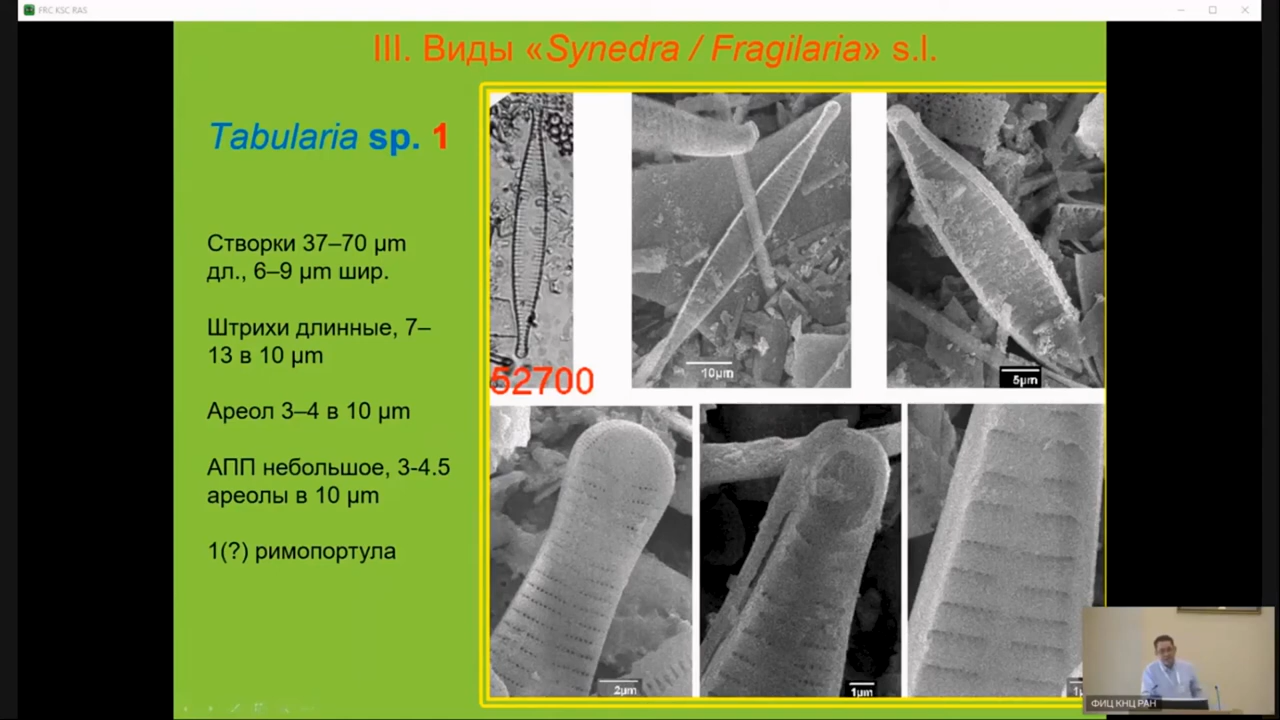 FRC KSC RAS
III. Виды «Synedra / Fragilaria» s.l.
Tabularia sp. 1
Створки 37–70 µm
дл., 6–9 µm шир.
Штрихи длинные, 7–
13 в 10 µm
Ареол 3–4 в 10 µm
АПП небольшое, 3-4.5
ареолы в 10 µm
1(?) римопортула
52700
10µm
5µm
2µm
1µm
ФИЦ КНЦ РАН